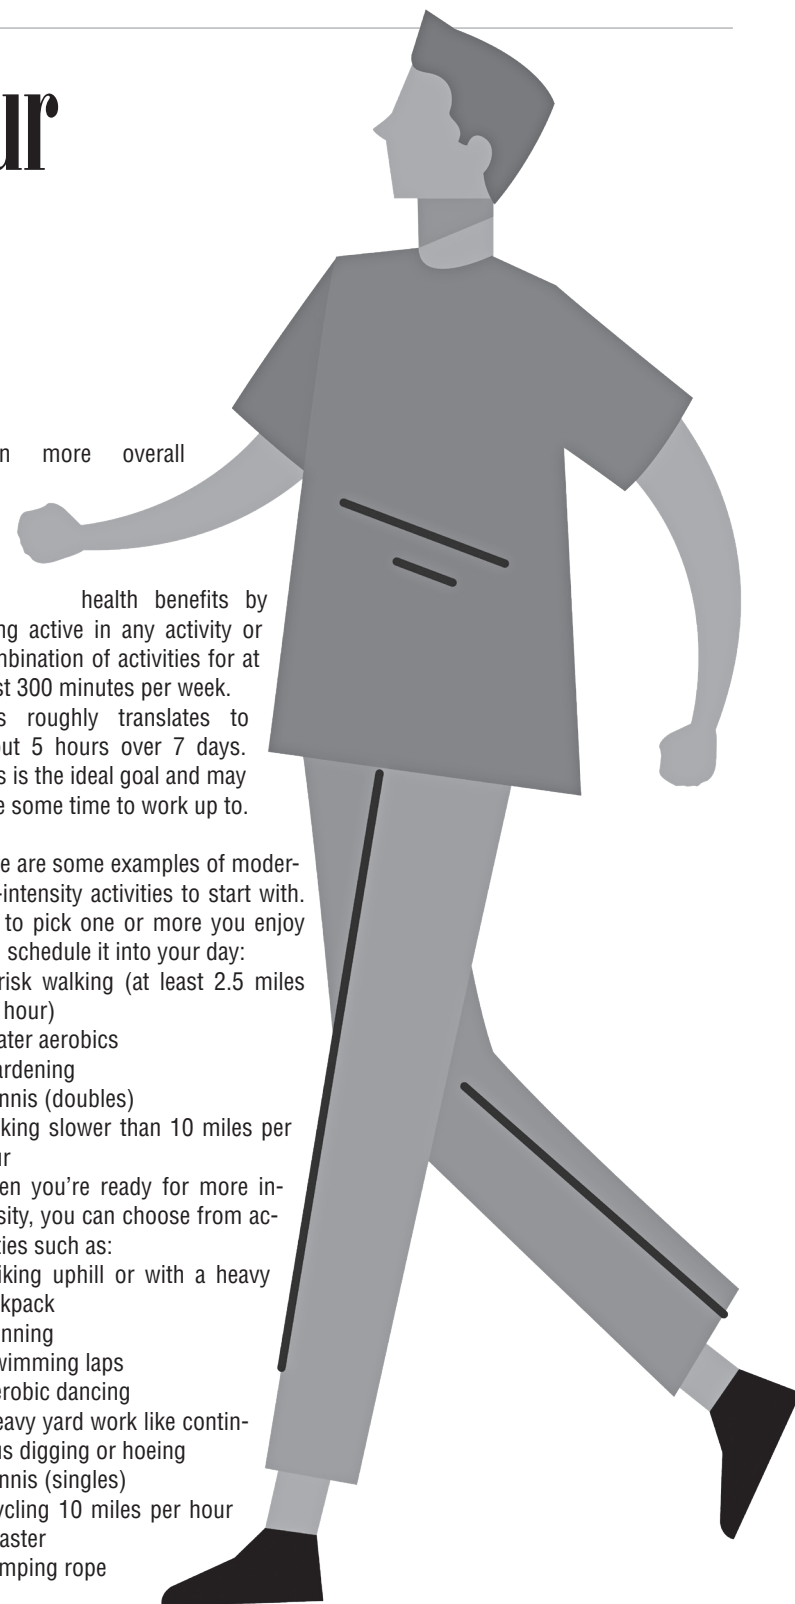 ur
n more overall
health benefits by
ng active in any activity or
nbination of activities for at
st 300 minutes per week.
s roughly translates to
out 5 hours over 7 days.
s is the ideal goal and may
e some time to work up to.
e are some examples of moder-
-intensity activities to start with.
to pick one or more you enjoy
schedule it into your day:
risk walking (at least 2.5 miles
hour)
ater aerobics
ardening
nnis (doubles)
king slower than 10 miles per
ur
en you're ready for more in-
sity, you can choose from ac-
ties such as:
iking uphill or with a heavy
kpack
nning
wimming laps
erobic dancing
eavy yard work like contin-
us digging or hoeing
nnis (singles)
ycling 10 miles per hour
aster
mping rope